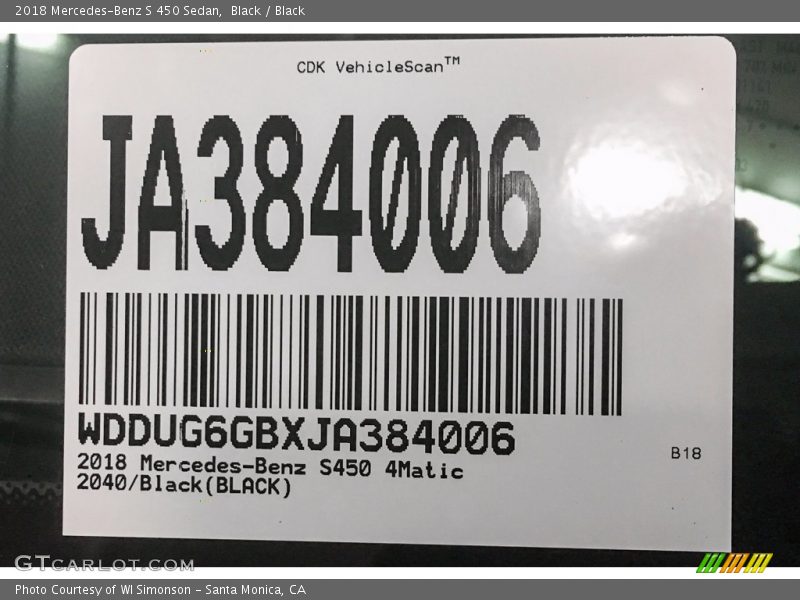 2018 Mercedes-Benz S 450 Sedan, Black / Black
CDK VehicleScan™
JA384006
WDDUG6GBXJA384006
2018 Mercedes-Benz S450 4Matic
2040/Black(BLACK)
B18
GTCARLOT.COM
Photo Courtesy of WI Simonson - Santa Monica, CA